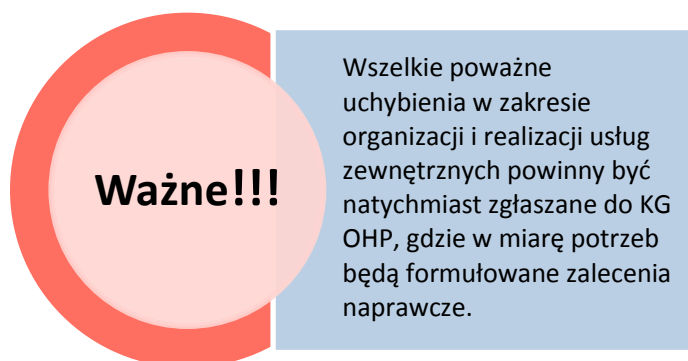 Ważne!!!
Wszelkie poważne
uchybienia w zakresie
organizacji i realizacji usług
zewnętrznych powinny być
natychmiast zgłaszane do KG
OHP, gdzie w miarę potrzeb
będą formułowane zalecenia
naprawcze.